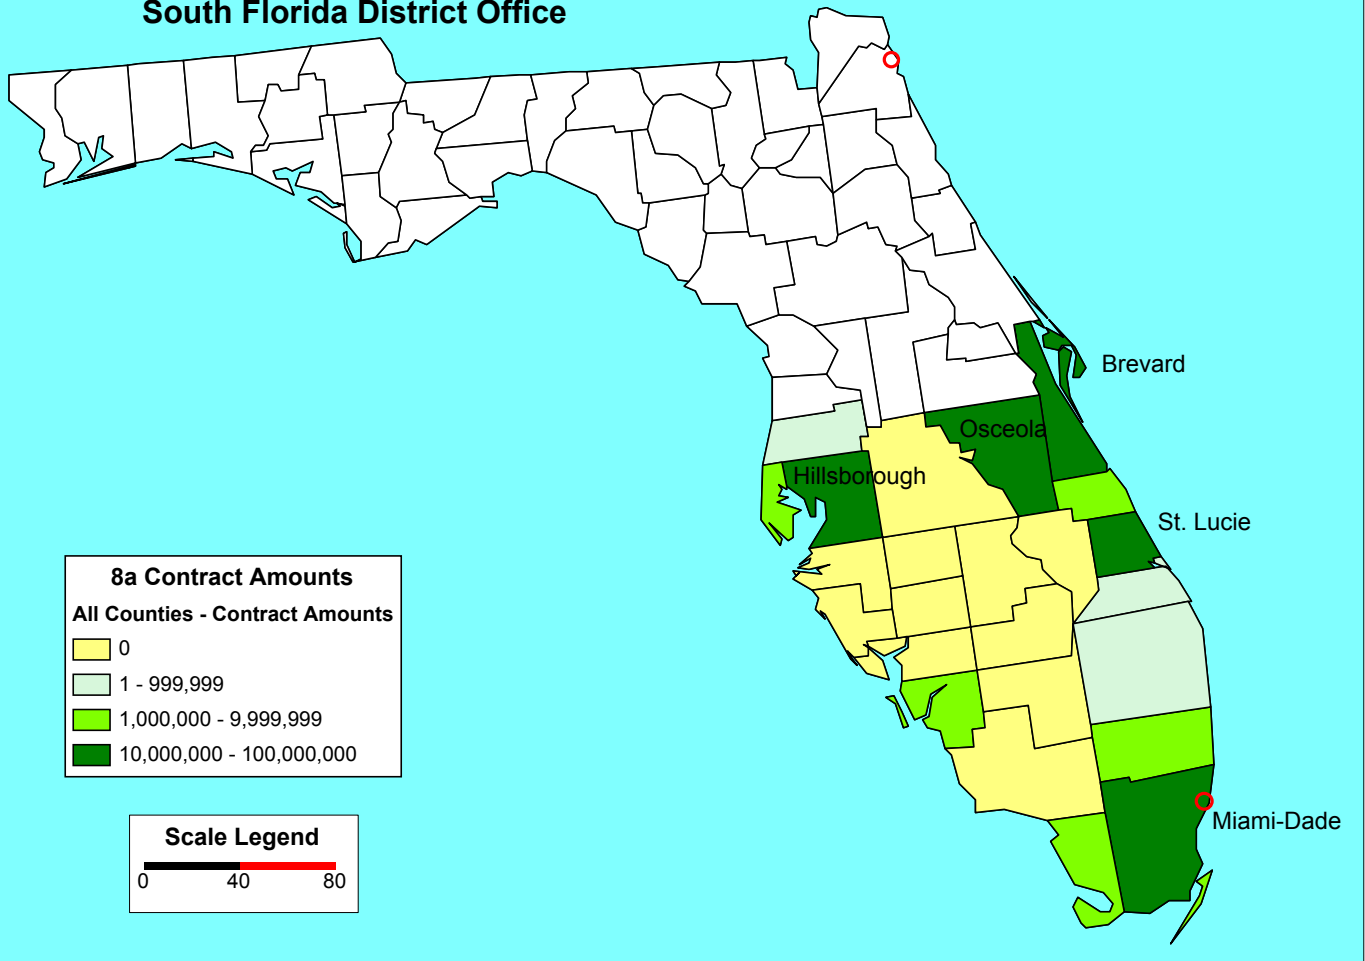 South Florida District Office
Brevard
Osceola
Hillsborough
St. Lucie
8a Contract Amounts
All Counties - Contract Amounts
0
1 - 999,999
1,000,000 - 9,999,999
10,000,000 - 100,000,000
Scale Legend
0 40 80
Miami-Dade